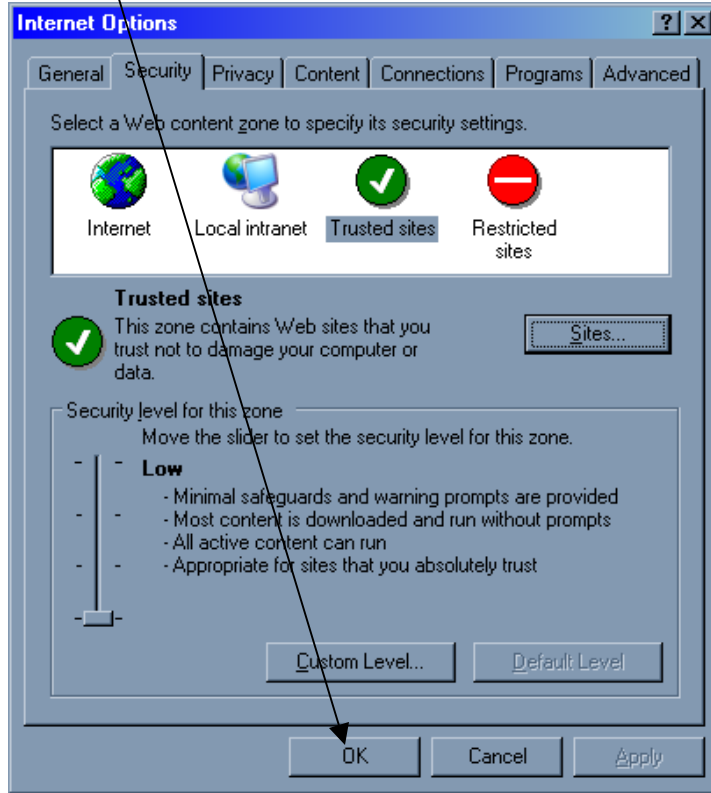 Internet Options
General Security Privacy Content Connections Programs Advanced
Select a Web content zone to specify its security settings.
Internet Local intranet Trusted sites Restricted
sites
Trusted sites
This zone contains Web sites that you
trust not to damage your computer or
data.
Sites...
Security level for this zone
Move the slider to set the security level for this zone.
Low
- Minimal safeguards and warning prompts are provided
- Most content is downloaded and run without prompts
- All active content can run
- Appropriate for sites that you absolutely trust
Custom Level... Default Level
OK Cancel Apply